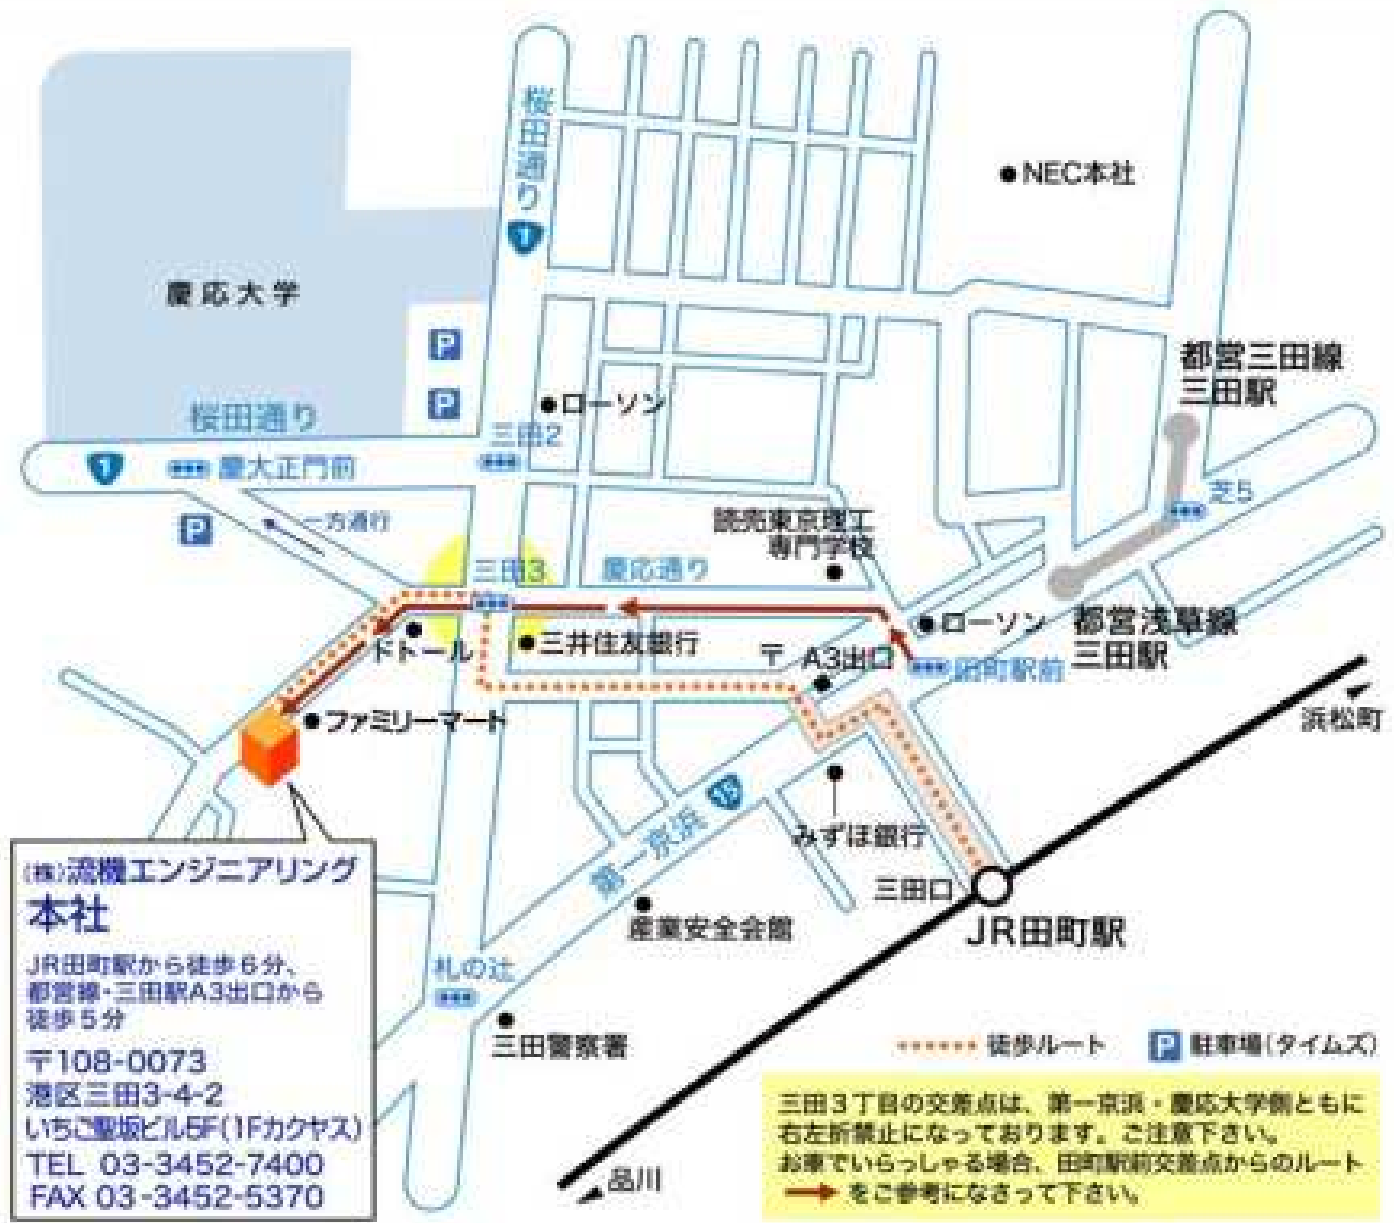 桜田通り
1
NEC本社
慶応大学
P
P
都営三田線
三田駅
ローソン
桜田通り
三田2
1
慶大正門前
芝5
P
一方通行
読売東京理工
専門学校
三田3
慶応通り
ローソン
都営浅草線
三田駅
ドトール
三井住友銀行
〒
A3出口
田町駅前
浜松町
ファミリーマート
15
第一京浜
みずほ銀行
三田口
JR田町駅
産業安全会館
札の辻
三田警察署
(株)流機エンジニアリング
本社
JR田町駅から徒歩6分、
都営線・三田駅A3出口から
徒歩5分
〒108-0073
港区三田3-4-2
いちご聖坂ビル5F(1Fカクヤス)
TEL 03-3452-7400
FAX 03-3452-5370
徒歩ルート
P 駐車場(タイムズ)
三田3丁目の交差点は、第一京浜・慶応大学側ともに
右左折禁止になっております。ご注意下さい。
お車でいらっしゃる場合、田町駅前交差点からのルート
をご参考になさって下さい。
品川